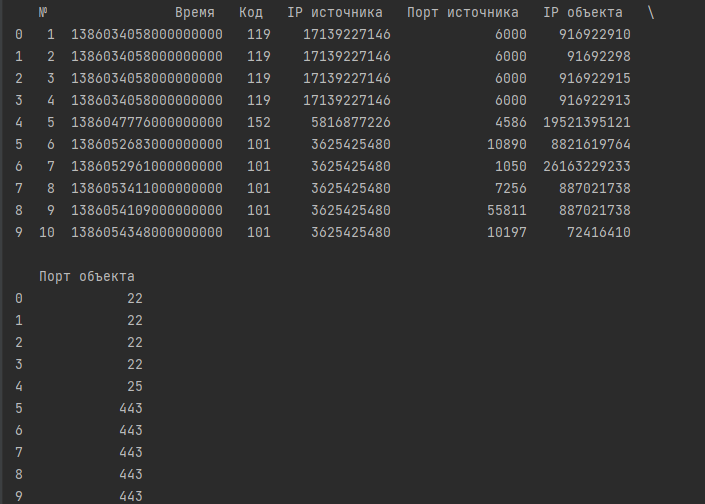 № Время Код IP источника Порт источника IP объекта \
0 1 1386034058000000000 119 17139227146 6000 916922910
1 2 1386034058000000000 119 17139227146 6000 91692298
2 3 1386034058000000000 119 17139227146 6000 916922915
3 4 1386034058000000000 119 17139227146 6000 916922913
4 5 1386047776000000000 152 5816877226 4586 19521395121
5 6 1386052683000000000 101 3625425480 10890 8821619764
6 7 1386052961000000000 101 3625425480 1050 26163229233
7 8 1386053411000000000 101 3625425480 7256 887021738
8 9 1386054109000000000 101 3625425480 55811 887021738
9 10 1386054348000000000 101 3625425480 10197 72416410
Порт объекта
0 22
1 22
2 22
3 22
4 25
5 443
6 443
7 443
8 443
9 443